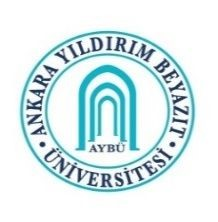 • ANKARA YILDIRIM BEYAZIT •
ÜNİVERSİTESİ
AYBÜ